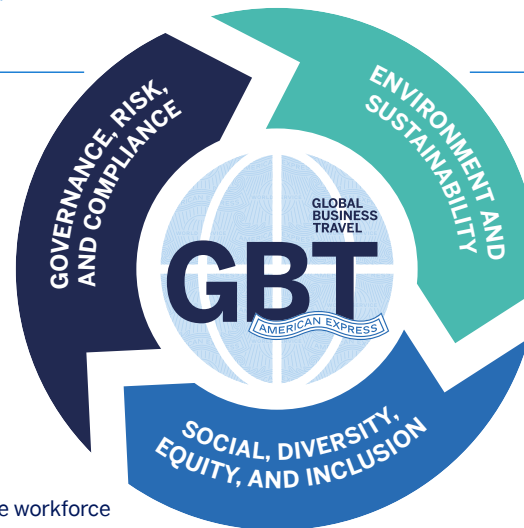 GOVERNANCE, RISK,
AND COMPLIANCE
ENVIRONMENT AND
SUSTAINABILITY
GLOBAL
BUSINESS
TRAVEL
GBT
AMERICAN EXPRESS
SOCIAL, DIVERSITY,
EQUITY, AND INCLUSION
workforce